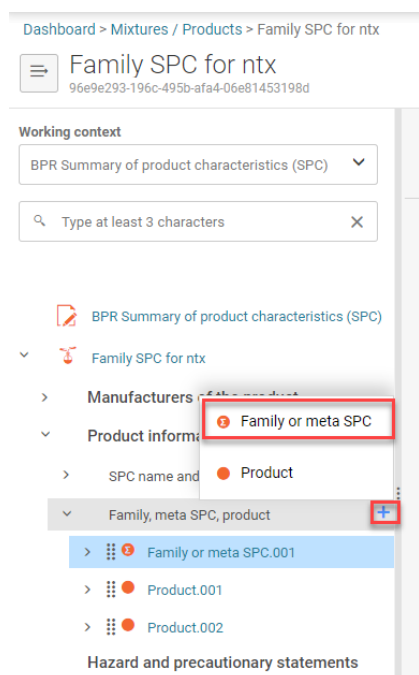 Dashboard > Mixtures / Products > Family SPC for ntx
Family SPC for ntx
96e9e293-196c-495b-afa4-06e81453198d
Working context
BPR Summary of product characteristics (SPC)
Type at least 3 characters
BPR Summary of product characteristics (SPC)
Family SPC for ntx
Manufacturers of the product
Family or meta SPC
Product informa
SPC name and
Product
Family, meta SPC, product
Family or meta SPC.001
Product.001
Product.002
Hazard and precautionary statements